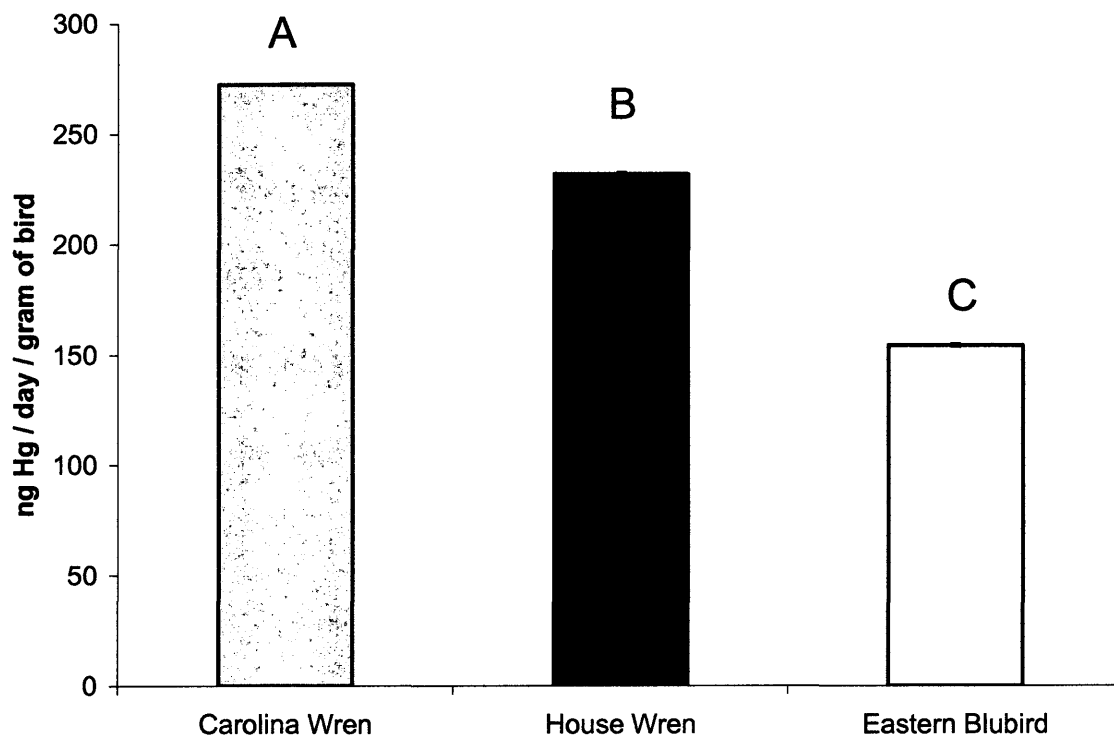 300
A
250
B
200
C
150
100
50
0
ng Hg / day / gram of bird
Carolina Wren
House Wren
Eastern Blubird